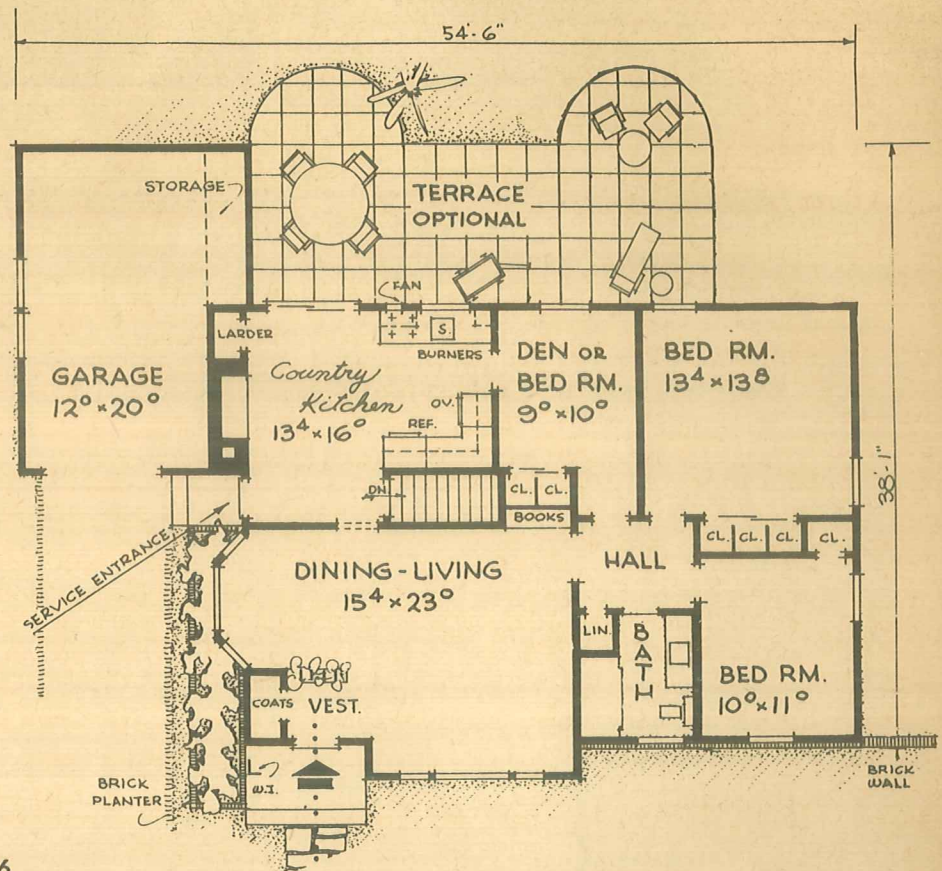 54'-6"
STORAGE
TERRACE
OPTIONAL
FAN
LARDER
S.
BURNERS
GARAGE
12⁰ x 20⁰
Country
Kitchen
13⁴ x 16⁰
OV.
REF.
DEN OR
BED RM.
9⁰ x 10⁰
BED RM.
13⁴ x 13⁸
38'-1"
DN.
CL.
CL.
BOOKS
CL.
CL.
CL.
CL.
SERVICE ENTRANCE
DINING-LIVING
15⁴ x 23⁰
HALL
LIN.
BATH
BED RM.
10⁰ x 11⁰
COATS
VEST.
W.I.
BRICK
PLANTER
BRICK
WALL